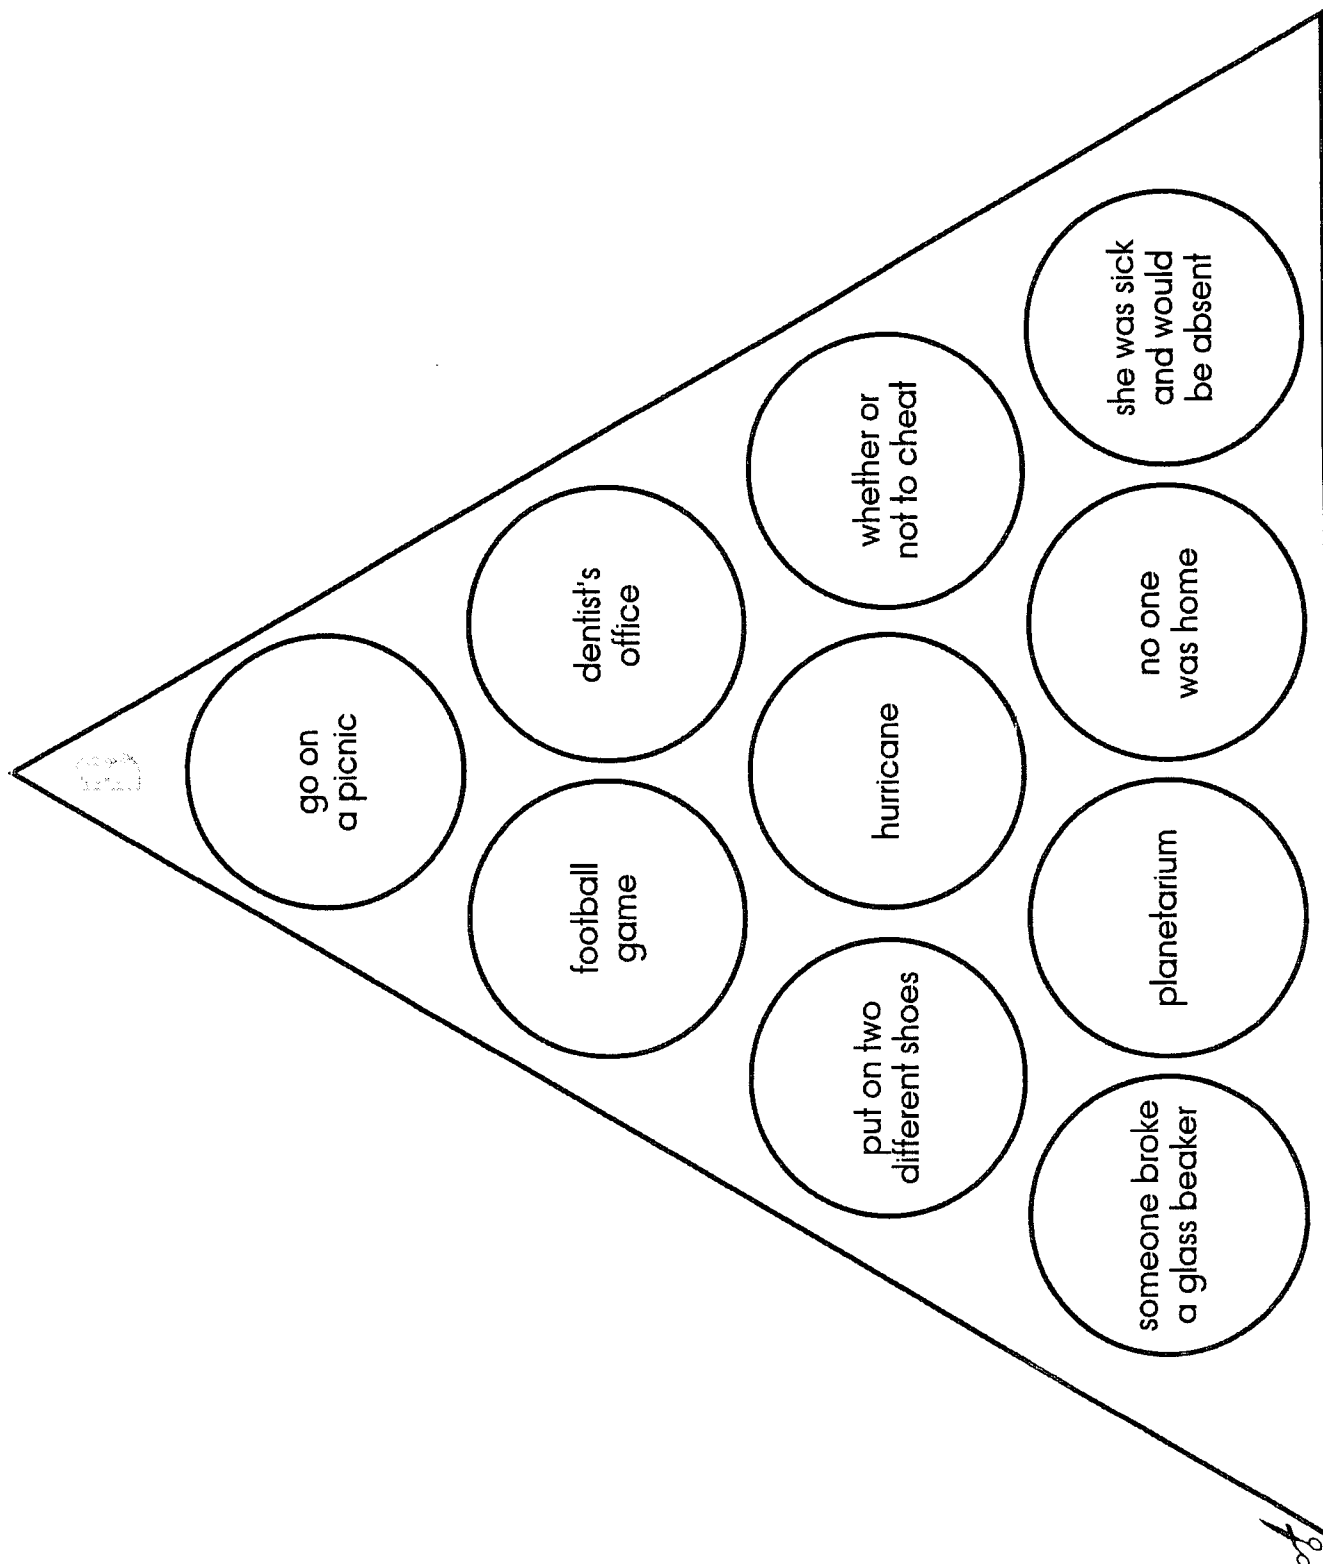 go on
a picnic
football
game
dentist's
office
put on two
different shoes
hurricane
whether or
not to cheat
someone broke
a glass beaker
planetarium
no one
was home
she was sick
and would
be absent